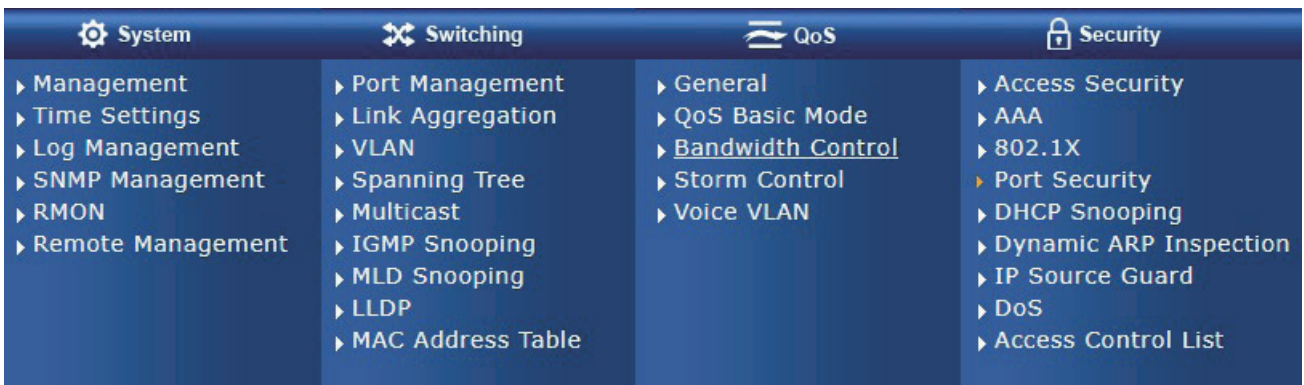 System
Management
Time Settings
Log Management
SNMP Management
RMON
Remote Management
Switching
Port Management
Link Aggregation
VLAN
Spanning Tree
Multicast
IGMP Snooping
MLD Snooping
LLDP
MAC Address Table
QoS
General
QoS Basic Mode
Bandwidth Control
Storm Control
Voice VLAN
Security
Access Security
AAA
802.1X
Port Security
DHCP Snooping
Dynamic ARP Inspection
IP Source Guard
DoS
Access Control List